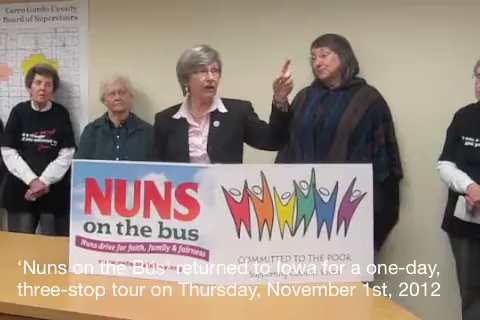 Cerro Gordo County
Board of Supervisors
NUNS
on the bus
Nuns drive for faith, family & fairness
COMMITTED TO THE POOR
'Nuns on the Bus' returned to Iowa for a one-day,
three-stop tour on Thursday, November 1st, 2012